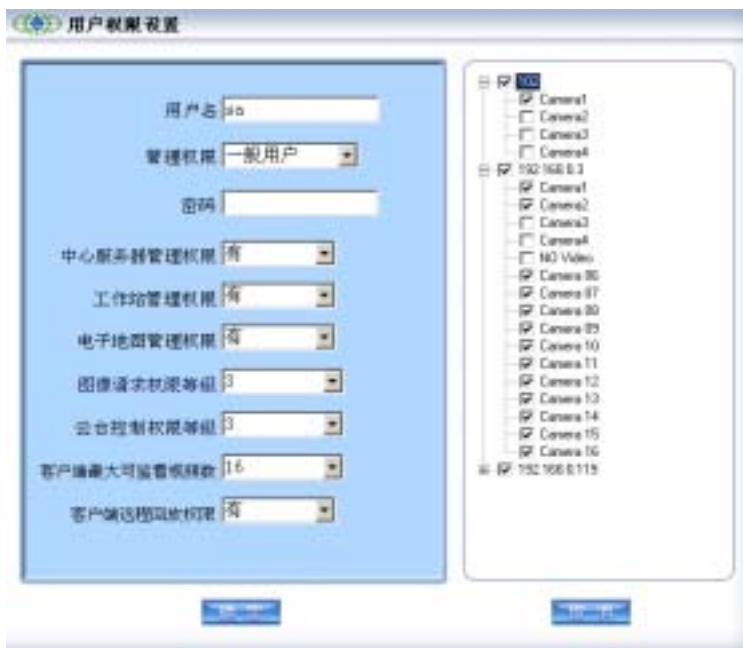 用户权限设置
用户名
管理权限 一般用户
密码
中心服务器管理权限 有
工作站管理权限 有
电子地图管理权限 有
图像请求权限等级 3
云台控制权限等级 3
客户端最大可监看视频数 16
客户端远程回放权限 有
102
Camera1
Camera2
Camera3
Camera4
192.168.0.3
Camera1
Camera2
Camera3
Camera4
NO Video
Camera 06
Camera 07
Camera 08
Camera 09
Camera 10
Camera 11
Camera 12
Camera 13
Camera 14
Camera 15
Camera 16
192.168.0.119